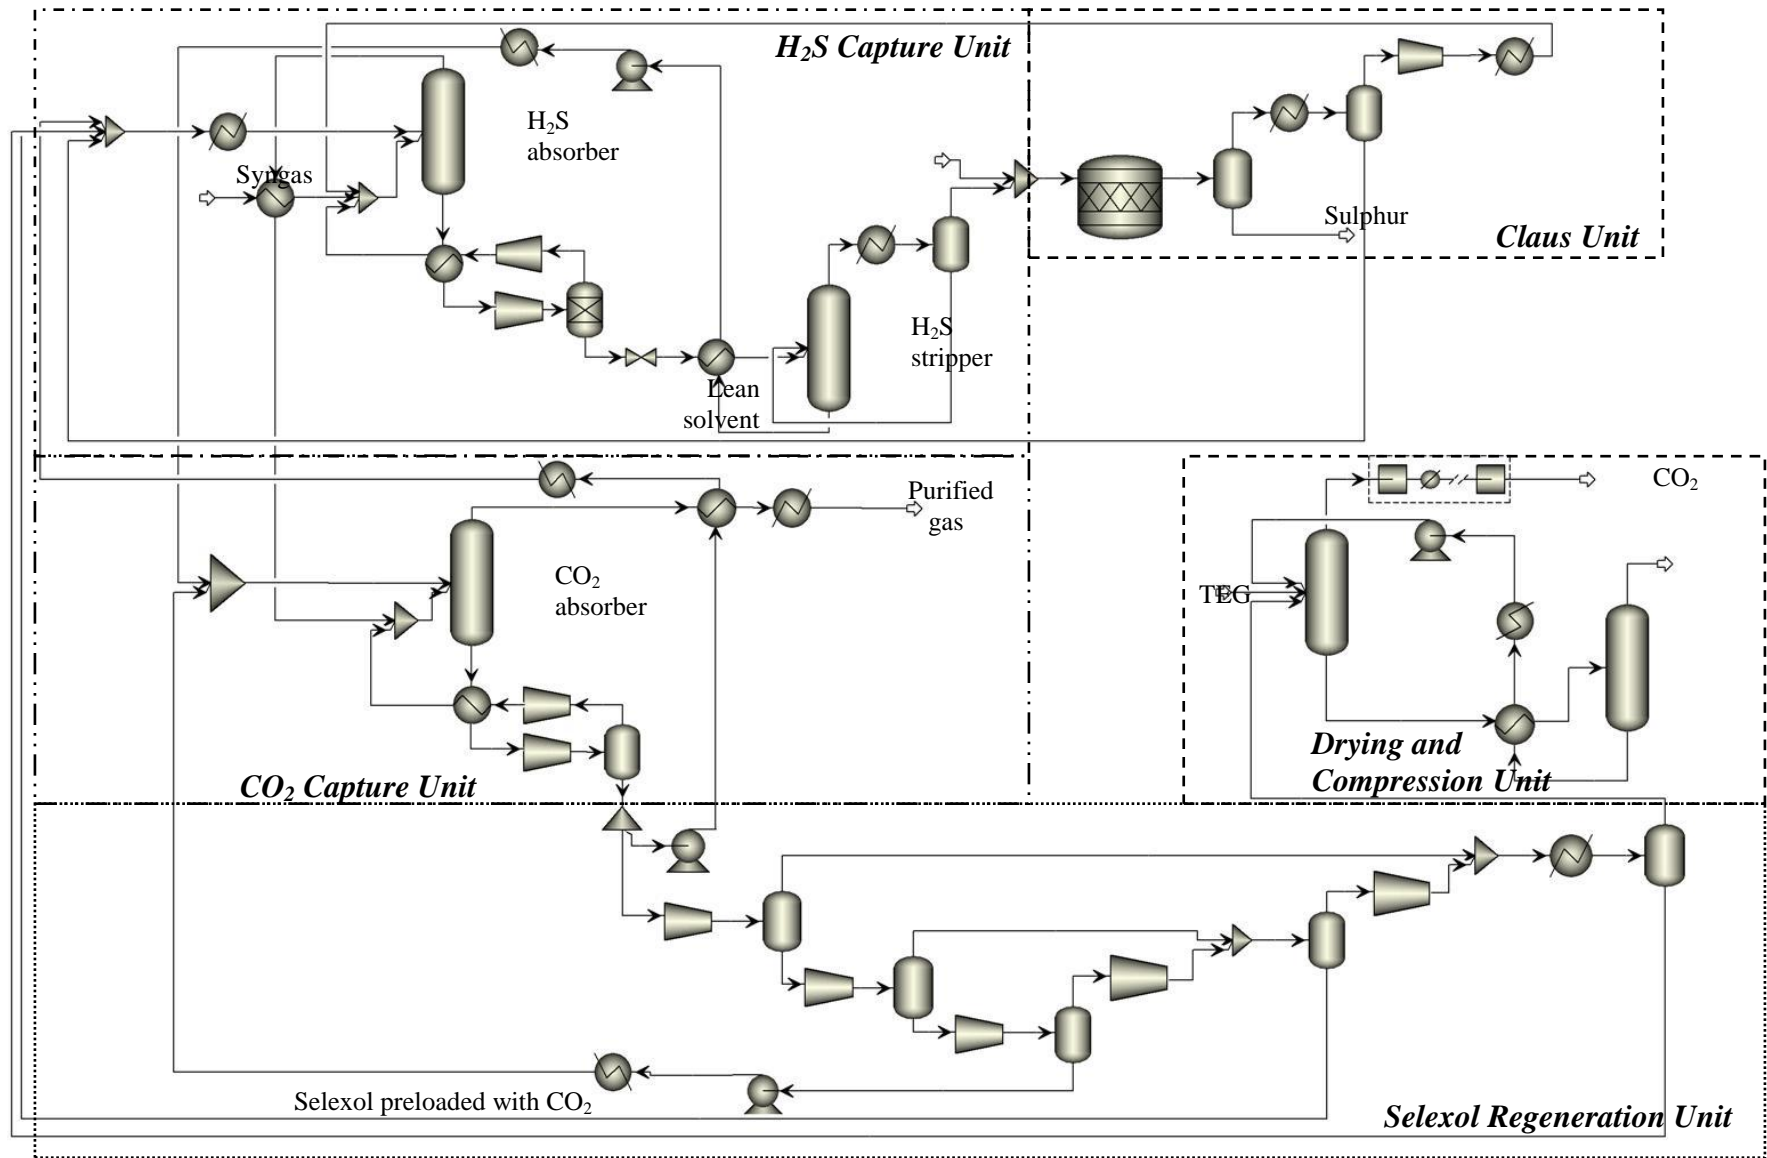 H₂S Capture Unit
H₂S
absorber
Syngas
Sulphur
Claus Unit
H₂S
stripper
Lean
solvent
Purified
gas
CO₂
CO₂
absorber
TEG
Drying and
Compression Unit
CO₂ Capture Unit
Selexol preloaded with CO₂
Selexol Regeneration Unit